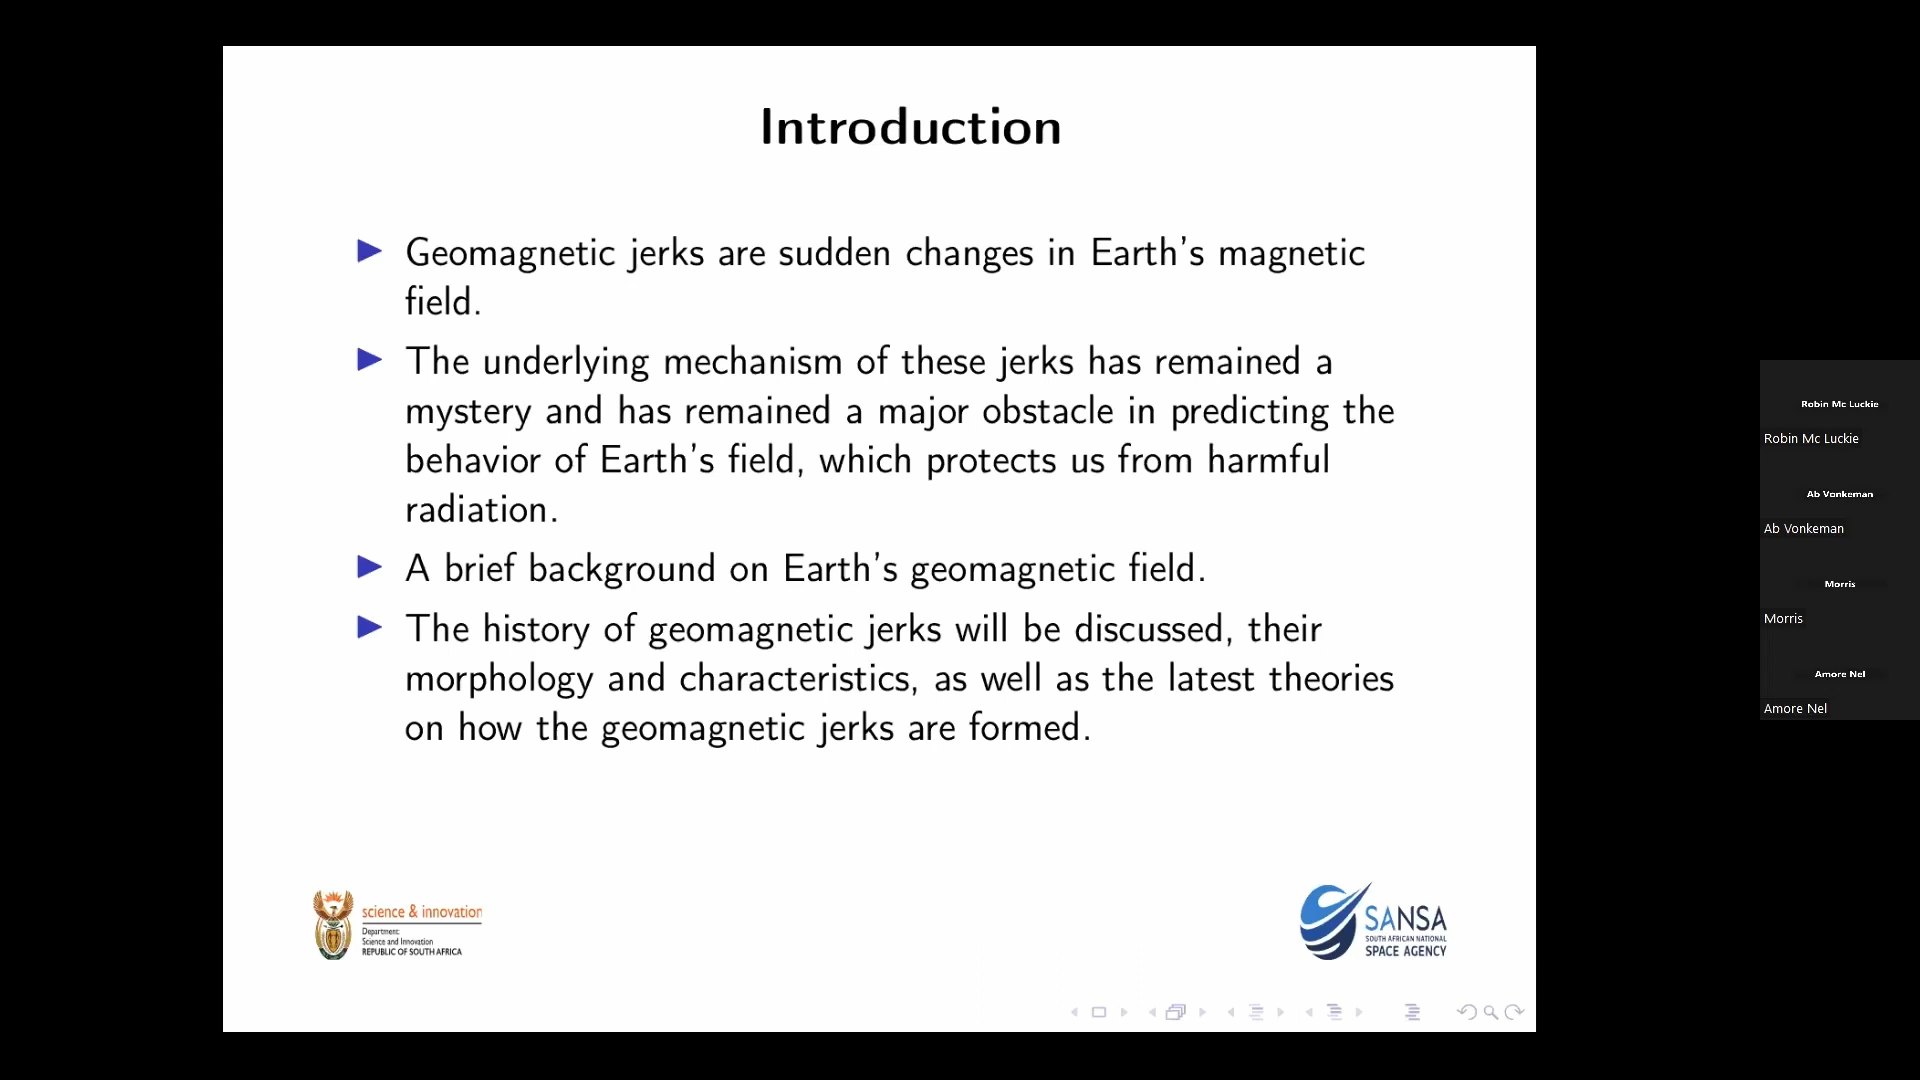 Introduction
Geomagnetic jerks are sudden changes in Earth's magnetic
field.
The underlying mechanism of these jerks has remained a
mystery and has remained a major obstacle in predicting the
behavior of Earth's field, which protects us from harmful
radiation.
A brief background on Earth's geomagnetic field.
The history of geomagnetic jerks will be discussed, their
morphology and characteristics, as well as the latest theories
on how the geomagnetic jerks are formed.
science & innovation
Department:
Science and Innovation
REPUBLIC OF SOUTH AFRICA
SANSA
SOUTH AFRICAN NATIONAL
SPACE AGENCY
Robin Mc Luckie
Robin Mc Luckie
Ab Vonkeman
Ab Vonkeman
Morris
Morris
Amore Nel
Amore Nel